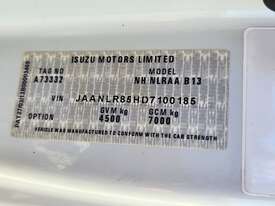 ISUZU MOTORS LIMITED
TAG NO MODEL
A73332 NH NLRAA B13
VIN JAANLR85HD7100185
GVM kg GCM kg
OPTION 4500 7000
VEHICLE WAS MANUFACTURED TO CONFORM WITH THE CAB STRENGTH